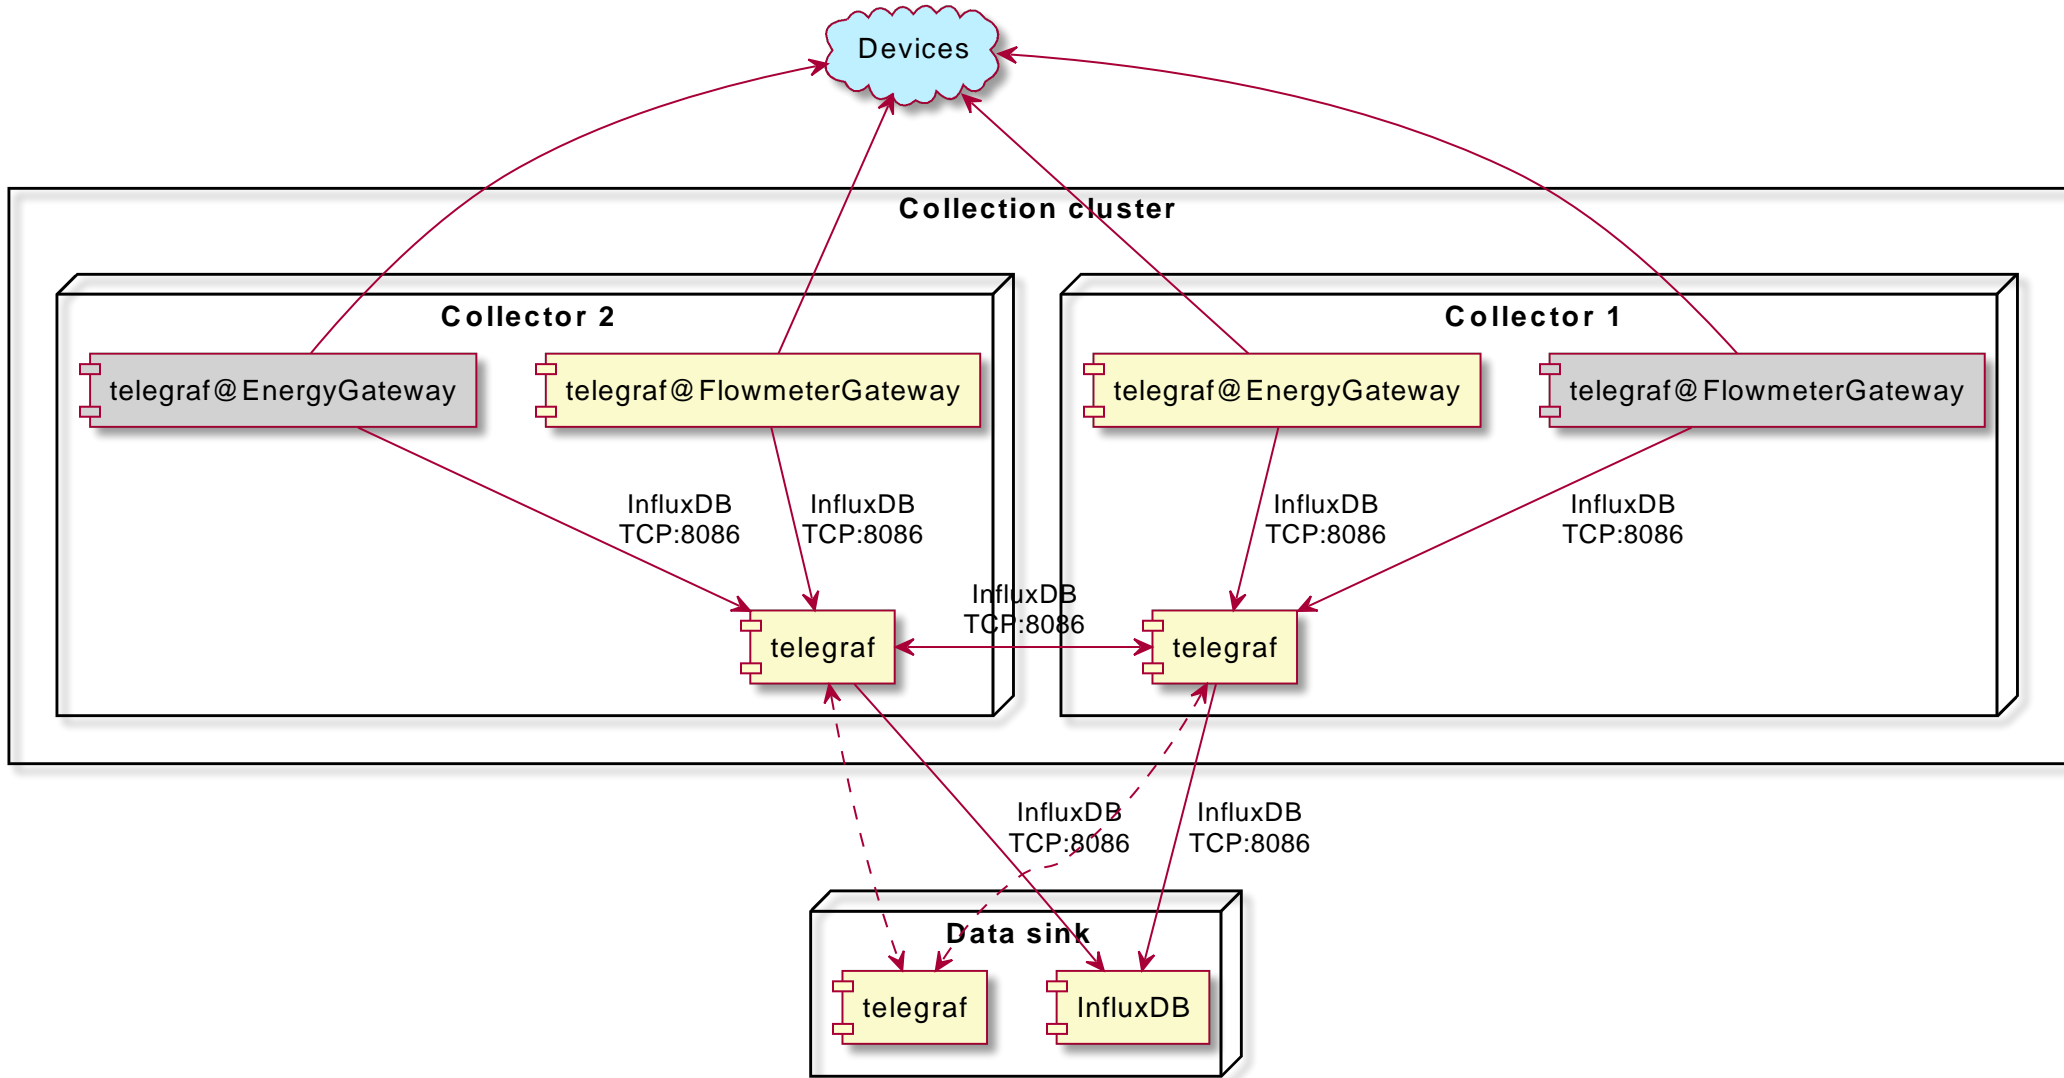 Devices
Collection cluster
Collector 2
Collector 1
telegraf@EnergyGateway
telegraf@FlowmeterGateway
telegraf@EnergyGateway
telegraf@FlowmeterGateway
InfluxDB
TCP:8086
InfluxDB
TCP:8086
InfluxDB
TCP:8086
InfluxDB
TCP:8086
InfluxDB
TCP:8086
telegraf
telegraf
InfluxDB
TCP:8086
InfluxDB
TCP:8086
Data sink
telegraf
InfluxDB